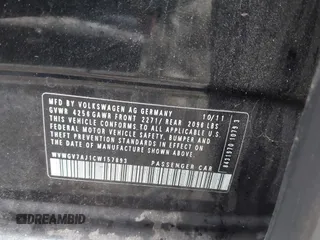 MFD BY VOLKSWAGEN AG GERMANY 10/11
GVWR 4256 GAWR FRONT 2271/ REAR 2096 LBS
THIS VEHICLE CONFORMS TO ALL APPLICABLE
FEDERAL MOTOR VEHICLE SAFETY, BUMPER AND
THEFT PREVENTION STANDARDS IN EFFECT ON THE
DATE OF MANUFACTURE SHOWN ABOVE
WVWGV7AJ1CW157893 PASSENGER CAR
DREAMBID